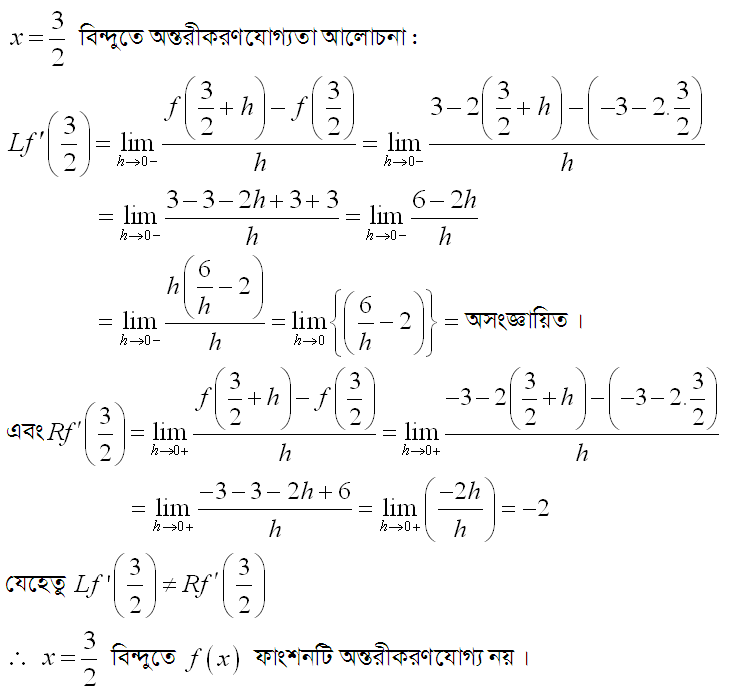 x = 3/2 বিন্দুতে অন্তরীকরণযোগ্যতা আলোচনা :
Lf'(3/2) = lim_{h→0-} (f(3/2 + h) - f(3/2))/h = lim_{h→0-} (3 - 2(3/2 + h) - (-3 - 2.3/2))/h
= lim_{h→0-} (3 - 3 - 2h + 3 + 3)/h = lim_{h→0-} (6 - 2h)/h
= lim_{h→0-} h(6/h - 2)/h = lim_{h→0} {(6/h - 2)} = অসংজ্ঞায়িত ।
এবং Rf'(3/2) = lim_{h→0+} (f(3/2 + h) - f(3/2))/h = lim_{h→0+} (-3 - 2(3/2 + h) - (-3 - 2.3/2))/h
= lim_{h→0+} (-3 - 3 - 2h + 6)/h = lim_{h→0+} (-2h/h) = -2
যেহেতু Lf'(3/2) ≠ Rf'(3/2)
∴ x = 3/2 বিন্দুতে f(x) ফাংশনটি অন্তরীকরণযোগ্য নয় ।